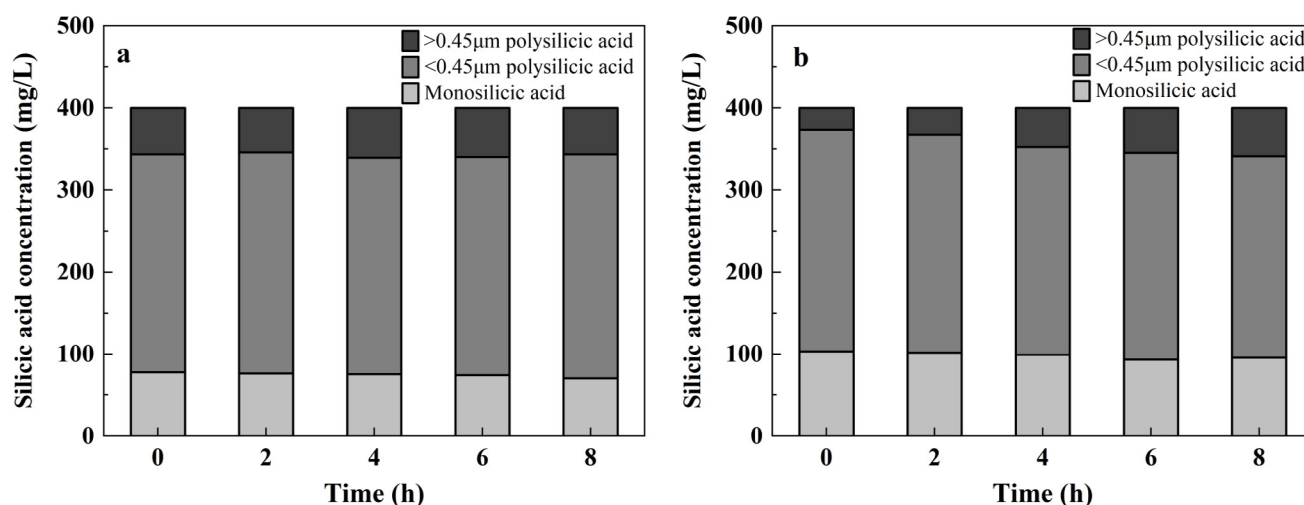 a
>0.45μm polysilicic acid
<0.45μm polysilicic acid
Monosilicic acid
Silicic acid concentration (mg/L)
500
400
300
200
100
0
0 2 4 6 8
Time (h)
b
>0.45μm polysilicic acid
<0.45μm polysilicic acid
Monosilicic acid
Silicic acid concentration (mg/L)
500
400
300
200
100
0
0 2 4 6 8
Time (h)